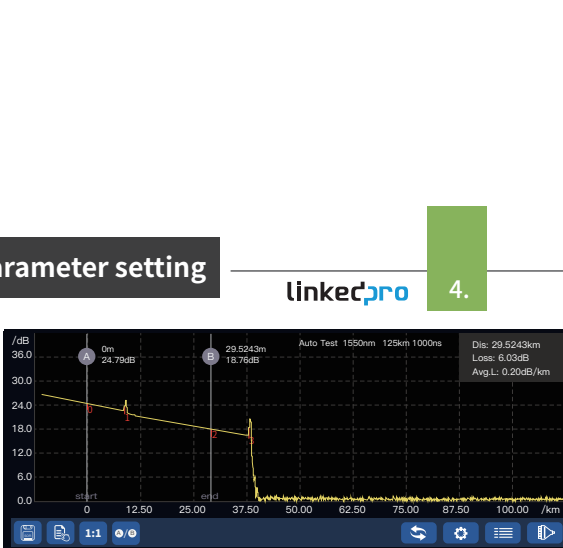 arameter setting
linkedpro
4.
/dB
36.0
30.0
24.0
18.0
12.0
6.0
0.0
A
0m
24.79dB
B
29.5243m
18.76dB
Auto Test 1550nm 125km 1000ns
Dis: 29.5243km
Loss: 6.03dB
Avg.L: 0.20dB/km
0
1
2
3
start
end
0 12.50 25.00 37.50 50.00 62.50 75.00 87.50 100.00 /km
1:1
A/B